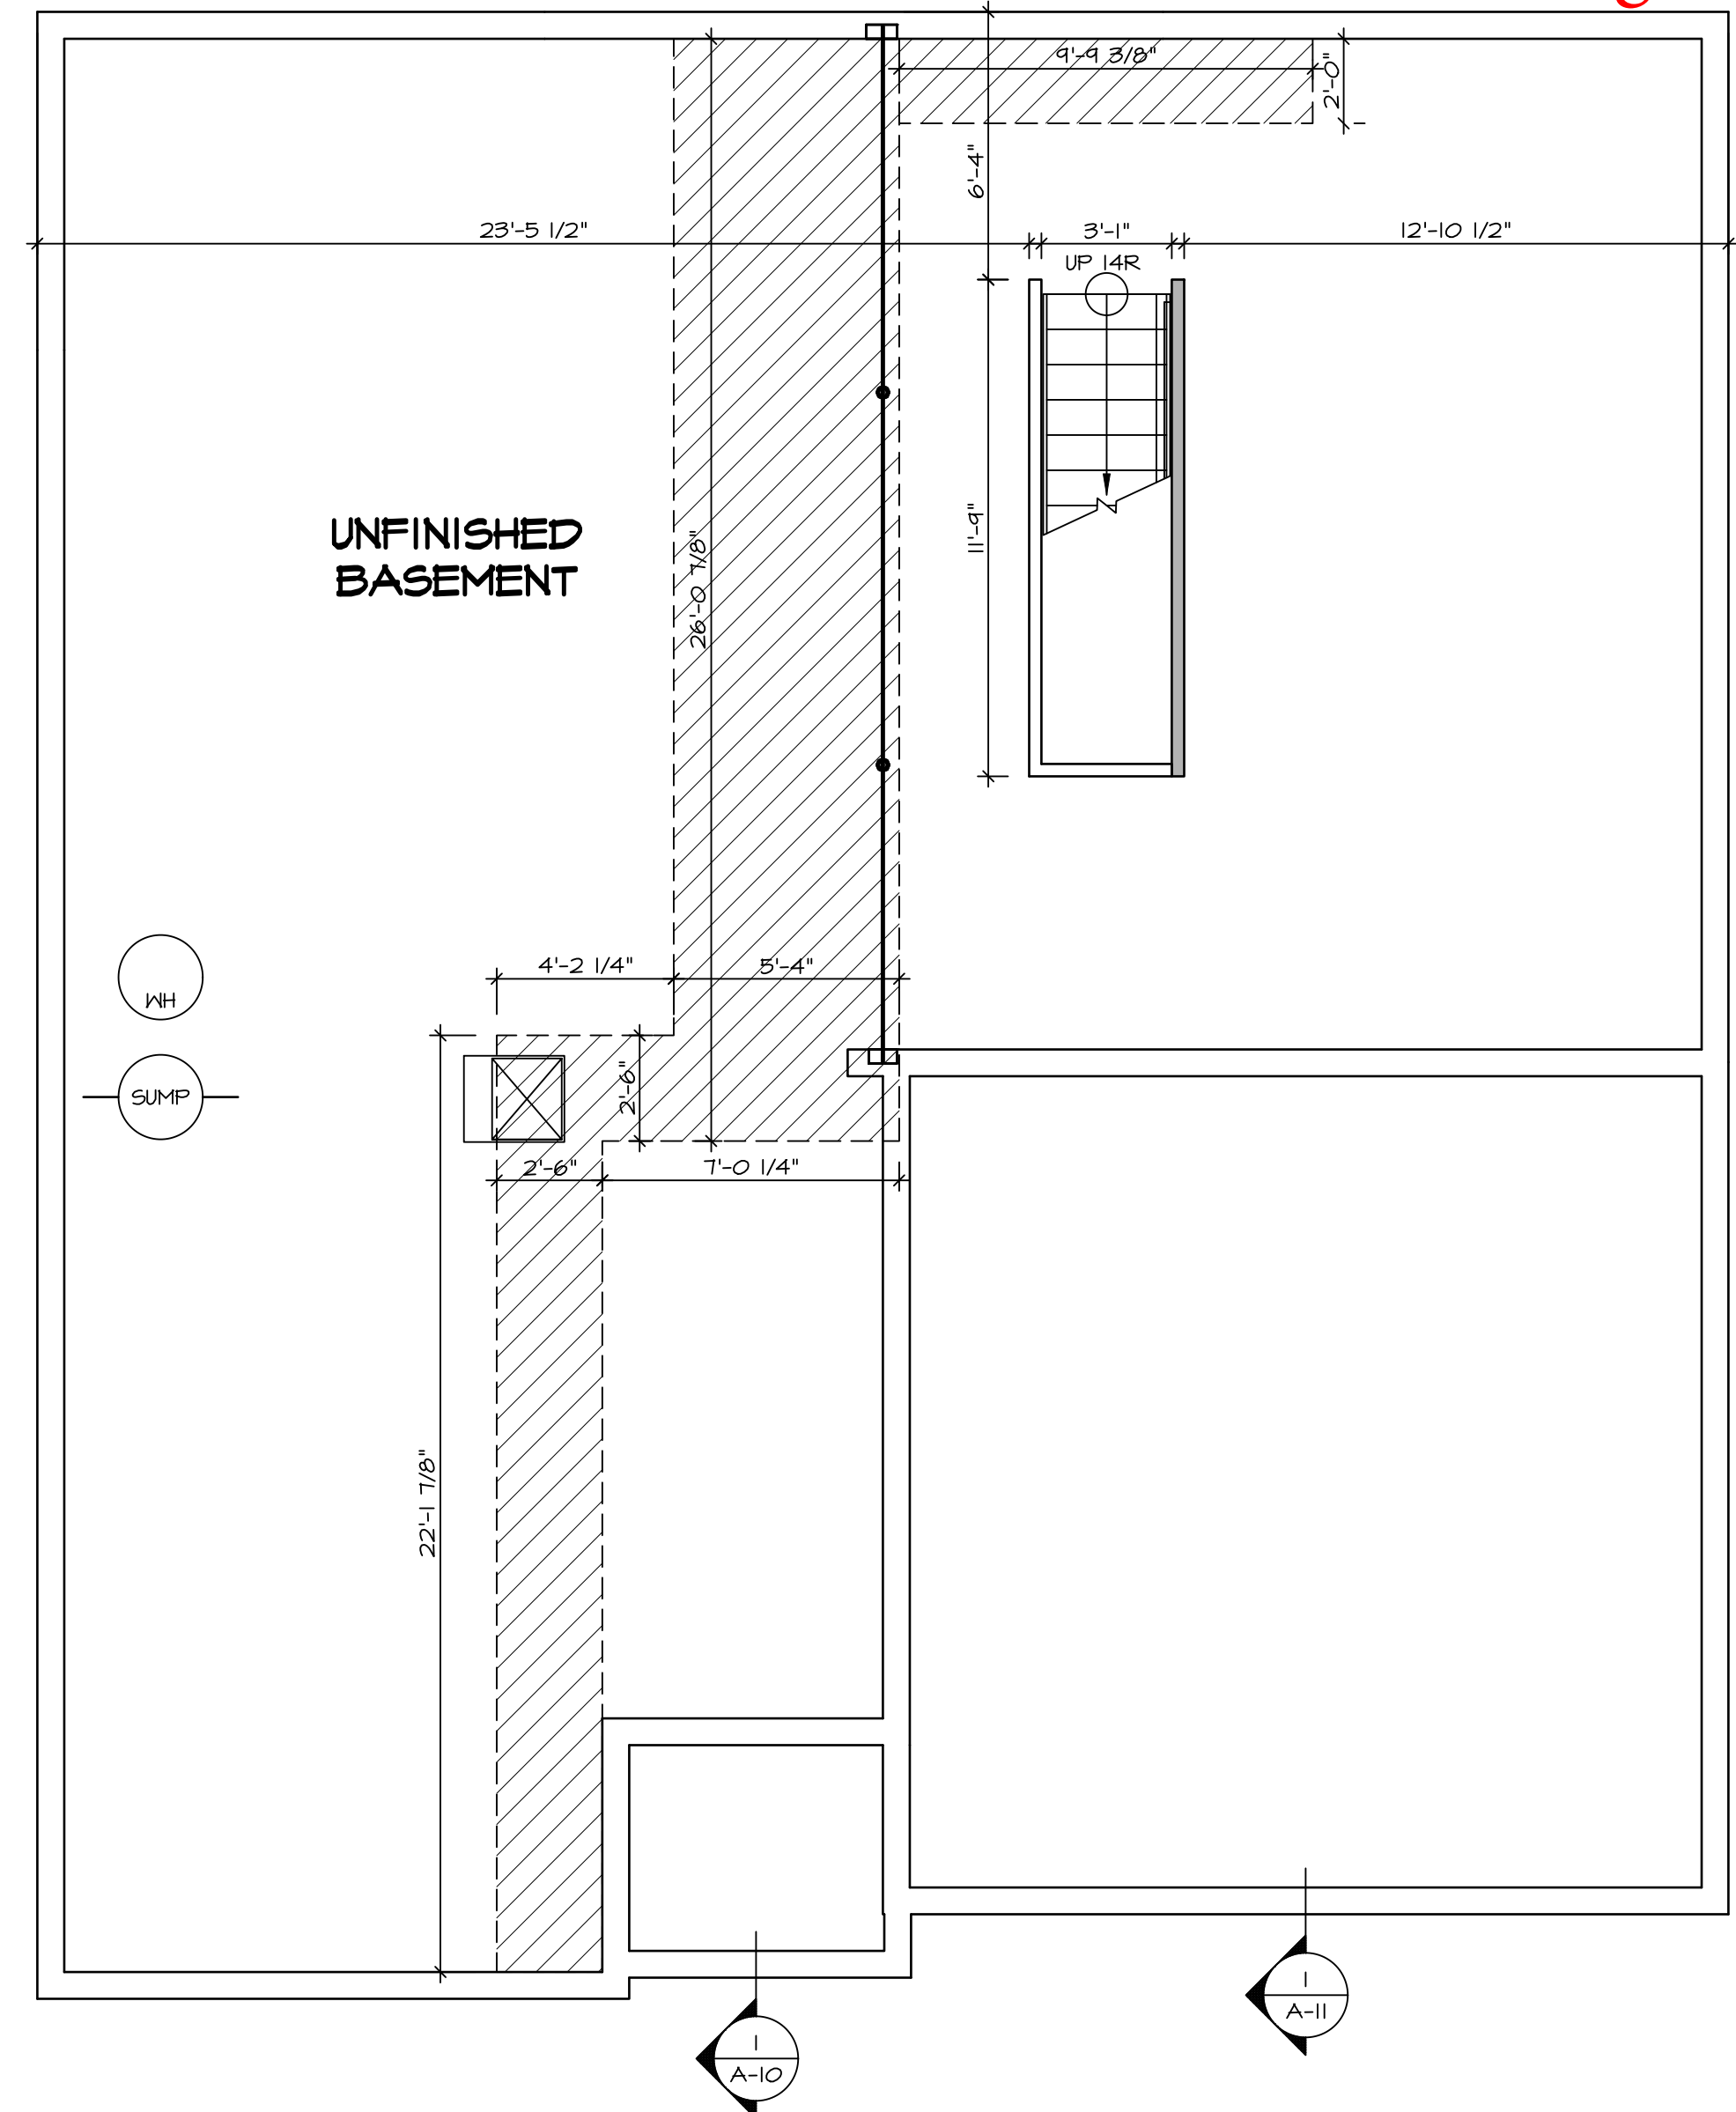 9'-9 3/8"
2'-0"
6'-4"
23'-5 1/2"
3'-1"
12'-10 1/2"
UP 14R
11'-9"
UNFINISHED
BASEMENT
26'-0 7/8"
4'-2 1/4"
5'-4"
WH
2'-6"
SUMP
2'-6"
7'-0 1/4"
22'-1 7/8"
1
A-11
1
A-10